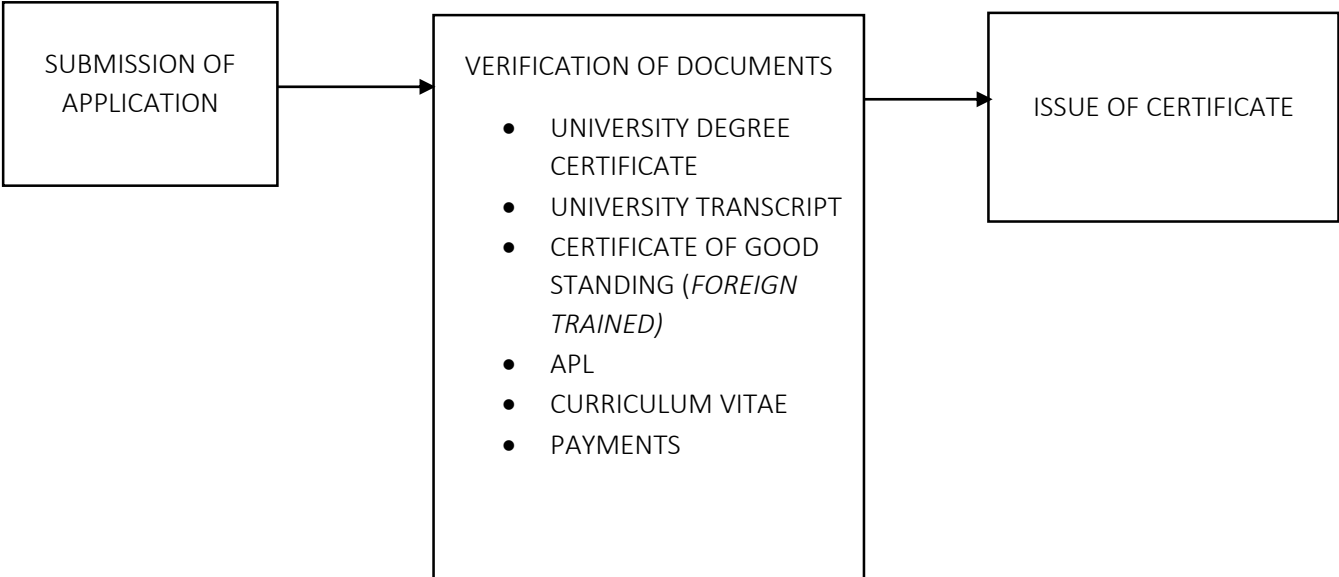 SUBMISSION OF
APPLICATION
VERIFICATION OF DOCUMENTS
• UNIVERSITY DEGREE
CERTIFICATE
• UNIVERSITY TRANSCRIPT
• CERTIFICATE OF GOOD
STANDING (FOREIGN
TRAINED)
• APL
• CURRICULUM VITAE
• PAYMENTS
ISSUE OF CERTIFICATE